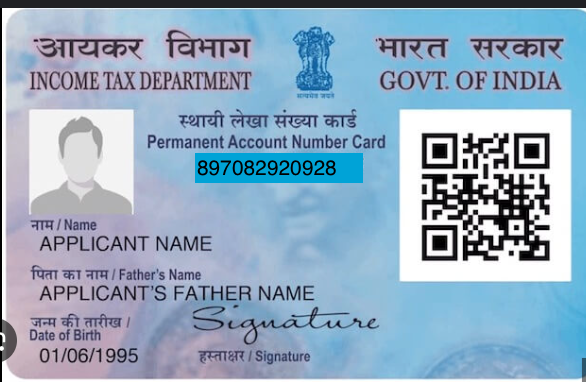 आयकर विभाग
INCOME TAX DEPARTMENT
सत्यमेव जयते
भारत सरकार
GOVT. OF INDIA
स्थायी लेखा संख्या कार्ड
Permanent Account Number Card
897082920928
नाम / Name
APPLICANT NAME
पिता का नाम / Father's Name
APPLICANT'S FATHER NAME
जन्म की तारीख /
Date of Birth
01/06/1995
Signature
हस्ताक्षर / Signature